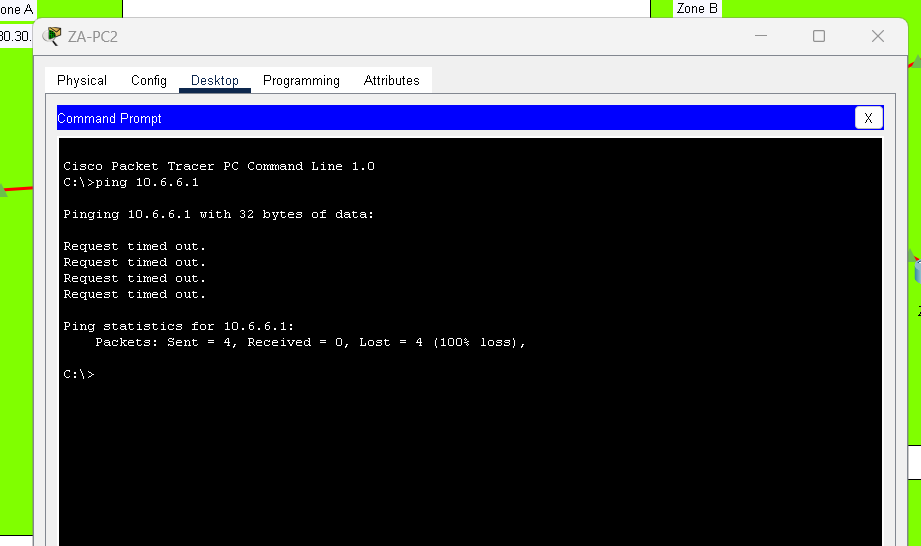 one A
Zone B
30.30.
ZA-PC2
Physical Config Desktop Programming Attributes
Command Prompt
X
Cisco Packet Tracer PC Command Line 1.0
C:\>ping 10.6.6.1
Pinging 10.6.6.1 with 32 bytes of data:
Request timed out.
Request timed out.
Request timed out.
Request timed out.
Ping statistics for 10.6.6.1:
Packets: Sent = 4, Received = 0, Lost = 4 (100% loss),
C:\>